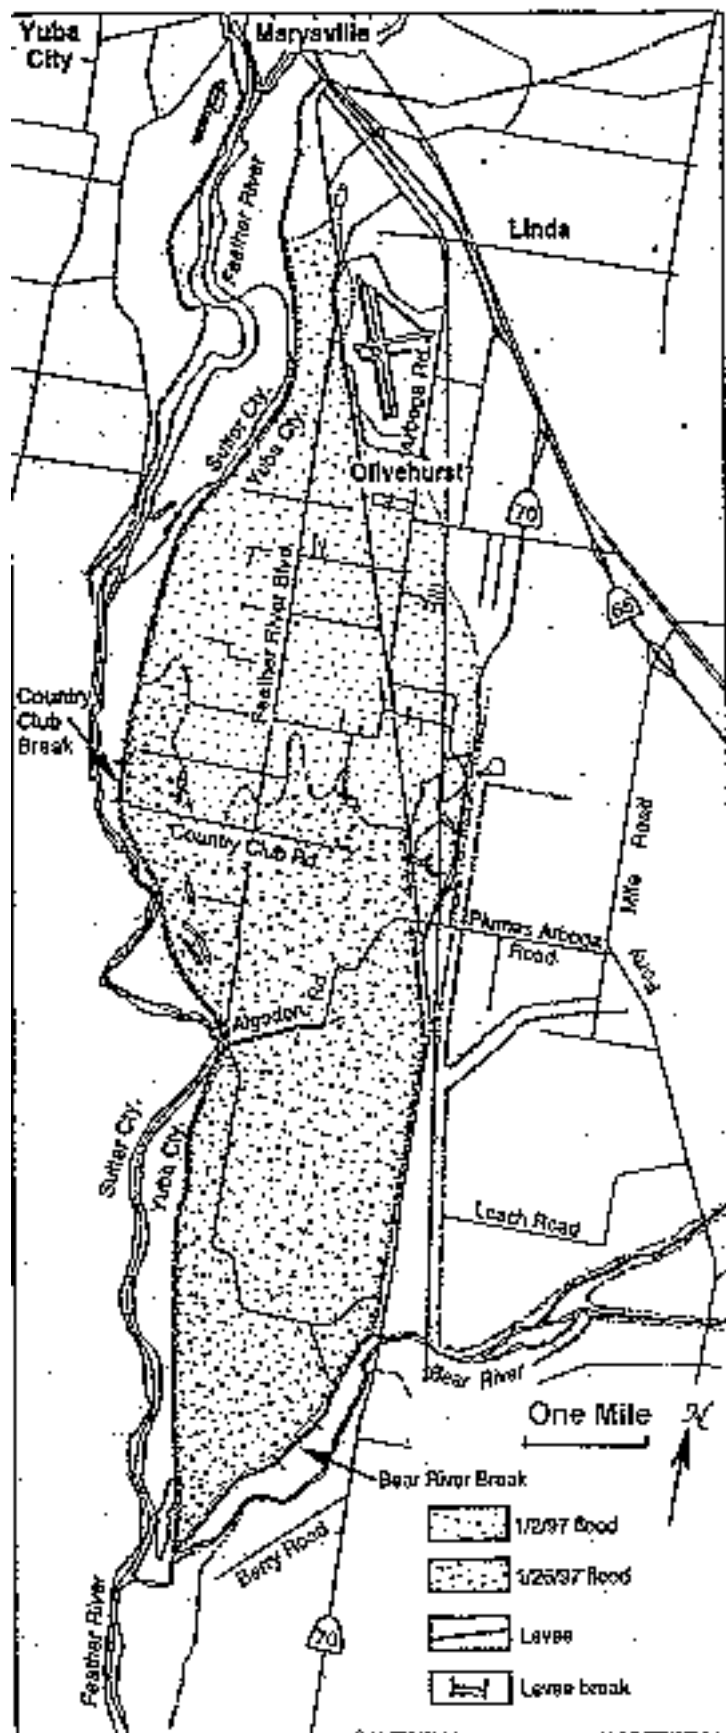 Yuba
City
Marysville
Feather River
Linda
Sutter Cty.
Yuba Cty.
Arboga Rd.
Olivehurst
70
Feather River Blvd.
65
Country
Club
Break
Country Club Rd.
Mile Road
Plumas Arboga
Road
Forty
Algodon Rd.
Sutter Cty.
Yuba Cty.
Leach Road
Bear River
One Mile
N
Bear River Break
Berry Road
1/2/97 flood
1/26/97 flood
Levee
70
Levee break
Feather River